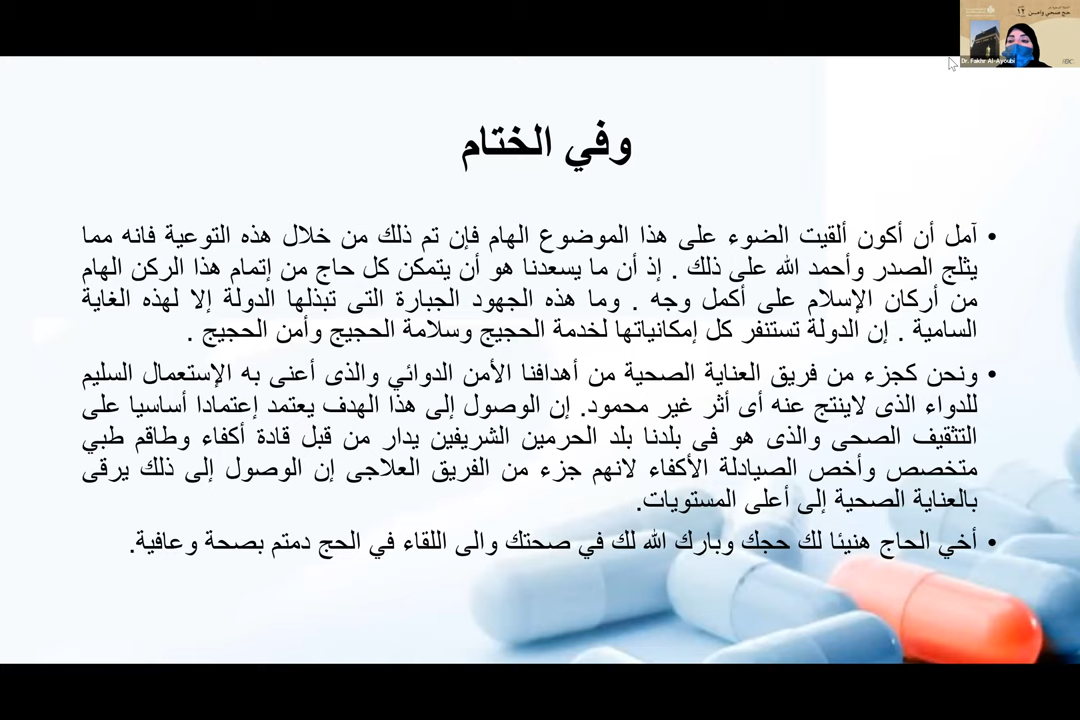 حج صحي وآمـــن
Dr. Fakhr Al-Ayoubi
وفي الختام
• آمل أن أكون ألقيت الضوء على هذا الموضوع الهام فإن تم ذلك من خلال هذه التوعية فانه مما
يثلج الصدر وأحمد الله على ذلك . إذ أن ما يسعدنا هو أن يتمكن كل حاج من إتمام هذا الركن الهام
من أركان الإسلام على أكمل وجه . وما هذه الجهود الجبارة التى تبذلها الدولة إلا لهذه الغاية
السامية . إن الدولة تستنفر كل إمكانياتها لخدمة الحجيج وسلامة الحجيج وأمن الحجيج .
• ونحن كجزء من فريق العناية الصحية من أهدافنا الأمن الدوائي والذى أعنى به الإستعمال السليم
للدواء الذى لاينتج عنه أى أثر غير محمود. إن الوصول إلى هذا الهدف يعتمد إعتمادا أساسيا على
التثقيف الصحى والذى هو فى بلدنا بلد الحرمين الشريفين يدار من قبل قادة أكفاء وطاقم طبي
متخصص وأخص الصيادلة الأكفاء لانهم جزء من الفريق العلاجى إن الوصول إلى ذلك يرقى
بالعناية الصحية إلى أعلى المستويات.
• أخي الحاج هنيئا لك حجك وبارك الله لك في صحتك والى اللقاء في الحج دمتم بصحة وعافية.